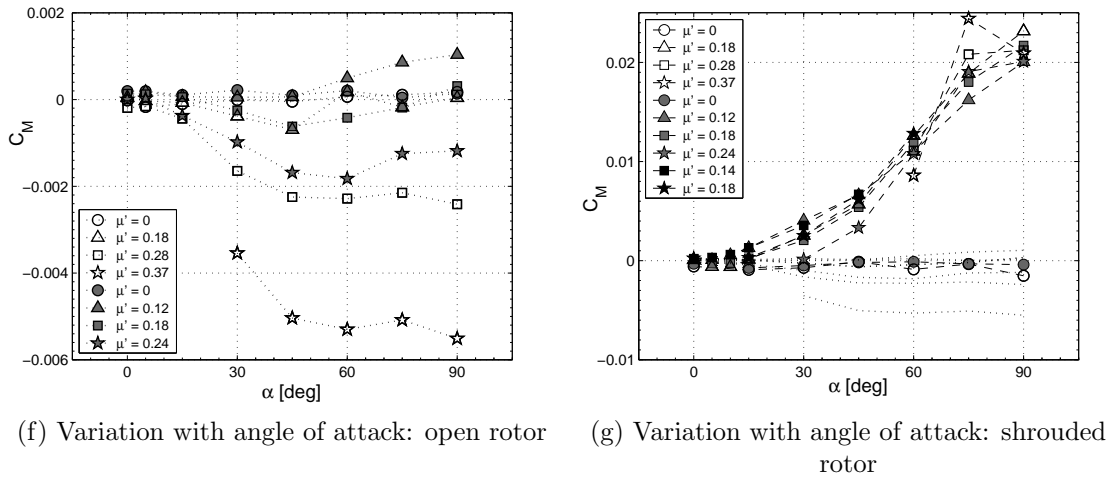 0.002
0
−0.002
−0.004
−0.006
C_M
μ' = 0
μ' = 0.18
μ' = 0.28
μ' = 0.37
μ' = 0
μ' = 0.12
μ' = 0.18
μ' = 0.24
0 30 60 90
α [deg]
(f) Variation with angle of attack: open rotor
0.02
0.01
0
−0.01
C_M
μ' = 0
μ' = 0.18
μ' = 0.28
μ' = 0.37
μ' = 0
μ' = 0.12
μ' = 0.18
μ' = 0.24
μ' = 0.14
μ' = 0.18
0 30 60 90
α [deg]
(g) Variation with angle of attack: shrouded
rotor